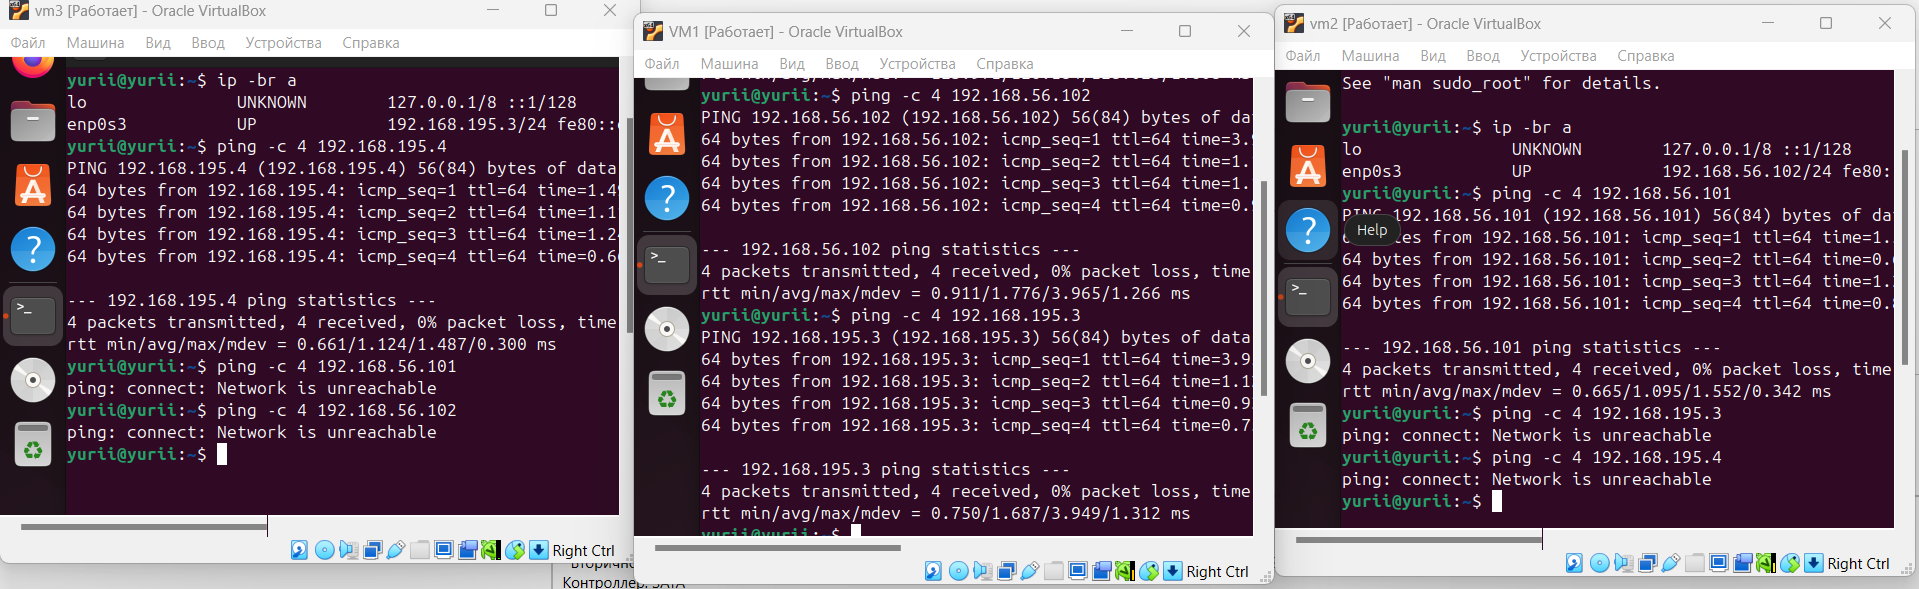 vm3 [Работает] - Oracle VirtualBox
Файл Машина Вид Ввод Устройства Справка
yurii@yurii:~$ ip -br a
lo UNKNOWN 127.0.0.1/8 ::1/128
enp0s3 UP 192.168.195.3/24 fe80::
yurii@yurii:~$ ping -c 4 192.168.195.4
PING 192.168.195.4 (192.168.195.4) 56(84) bytes of data
64 bytes from 192.168.195.4: icmp_seq=1 ttl=64 time=1.4
64 bytes from 192.168.195.4: icmp_seq=2 ttl=64 time=1.1
64 bytes from 192.168.195.4: icmp_seq=3 ttl=64 time=1.2
64 bytes from 192.168.195.4: icmp_seq=4 ttl=64 time=0.6
--- 192.168.195.4 ping statistics ---
4 packets transmitted, 4 received, 0% packet loss, time
rtt min/avg/max/mdev = 0.661/1.124/1.487/0.300 ms
yurii@yurii:~$ ping -c 4 192.168.56.101
ping: connect: Network is unreachable
yurii@yurii:~$ ping -c 4 192.168.56.102
ping: connect: Network is unreachable
yurii@yurii:~$
Right Ctrl
Контроллер: SATA
VM1 [Работает] - Oracle VirtualBox
Файл Машина Вид Ввод Устройства Справка
yurii@yurii:~$ ping -c 4 192.168.56.102
PING 192.168.56.102 (192.168.56.102) 56(84) bytes of da
64 bytes from 192.168.56.102: icmp_seq=1 ttl=64 time=3.
64 bytes from 192.168.56.102: icmp_seq=2 ttl=64 time=1.
64 bytes from 192.168.56.102: icmp_seq=3 ttl=64 time=1.
64 bytes from 192.168.56.102: icmp_seq=4 ttl=64 time=0.
--- 192.168.56.102 ping statistics ---
4 packets transmitted, 4 received, 0% packet loss, time
rtt min/avg/max/mdev = 0.911/1.776/3.965/1.266 ms
yurii@yurii:~$ ping -c 4 192.168.195.3
PING 192.168.195.3 (192.168.195.3) 56(84) bytes of data
64 bytes from 192.168.195.3: icmp_seq=1 ttl=64 time=3.9
64 bytes from 192.168.195.3: icmp_seq=2 ttl=64 time=1.1
64 bytes from 192.168.195.3: icmp_seq=3 ttl=64 time=0.9
64 bytes from 192.168.195.3: icmp_seq=4 ttl=64 time=0.7
--- 192.168.195.3 ping statistics ---
4 packets transmitted, 4 received, 0% packet loss, time
rtt min/avg/max/mdev = 0.750/1.687/3.949/1.312 ms
yurii@yurii:~$
Right Ctrl
vm2 [Работает] - Oracle VirtualBox
Файл Машина Вид Ввод Устройства Справка
See "man sudo_root" for details.
yurii@yurii:~$ ip -br a
lo UNKNOWN 127.0.0.1/8 ::1/128
enp0s3 UP 192.168.56.102/24 fe80:
yurii@yurii:~$ ping -c 4 192.168.56.101
PING 192.168.56.101 (192.168.56.101) 56(84) bytes of da
Help
tes from 192.168.56.101: icmp_seq=1 ttl=64 time=1.
64 bytes from 192.168.56.101: icmp_seq=2 ttl=64 time=0.
64 bytes from 192.168.56.101: icmp_seq=3 ttl=64 time=1.
64 bytes from 192.168.56.101: icmp_seq=4 ttl=64 time=0.
--- 192.168.56.101 ping statistics ---
4 packets transmitted, 4 received, 0% packet loss, time
rtt min/avg/max/mdev = 0.665/1.095/1.552/0.342 ms
yurii@yurii:~$ ping -c 4 192.168.195.3
ping: connect: Network is unreachable
yurii@yurii:~$ ping -c 4 192.168.195.4
ping: connect: Network is unreachable
yurii@yurii:~$
Right Ctrl